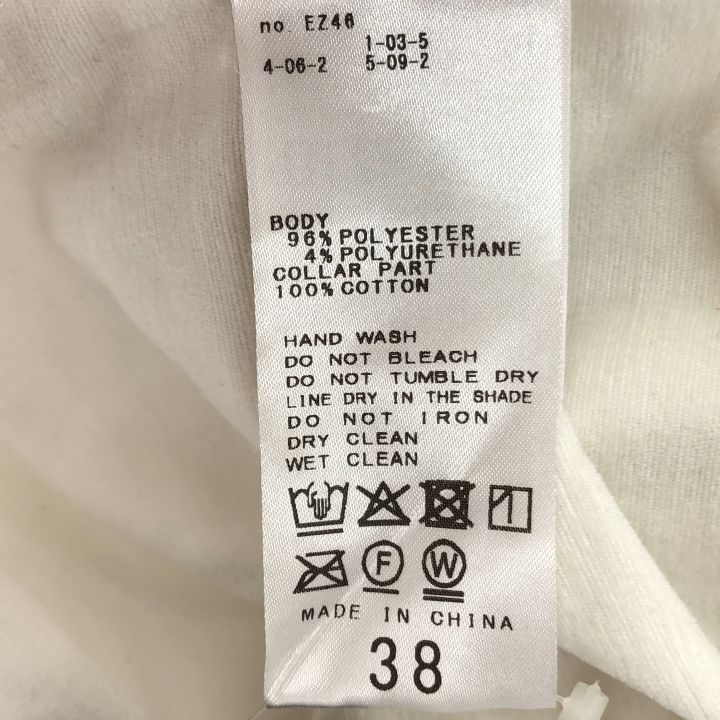 no. EZ46
1-03-5
4-06-2 5-09-2
BODY
96% POLYESTER
4% POLYURETHANE
COLLAR PART
100% COTTON
HAND WASH
DO NOT BLEACH
DO NOT TUMBLE DRY
LINE DRY IN THE SHADE
DO NOT IRON
DRY CLEAN
WET CLEAN
F W
MADE IN CHINA
38